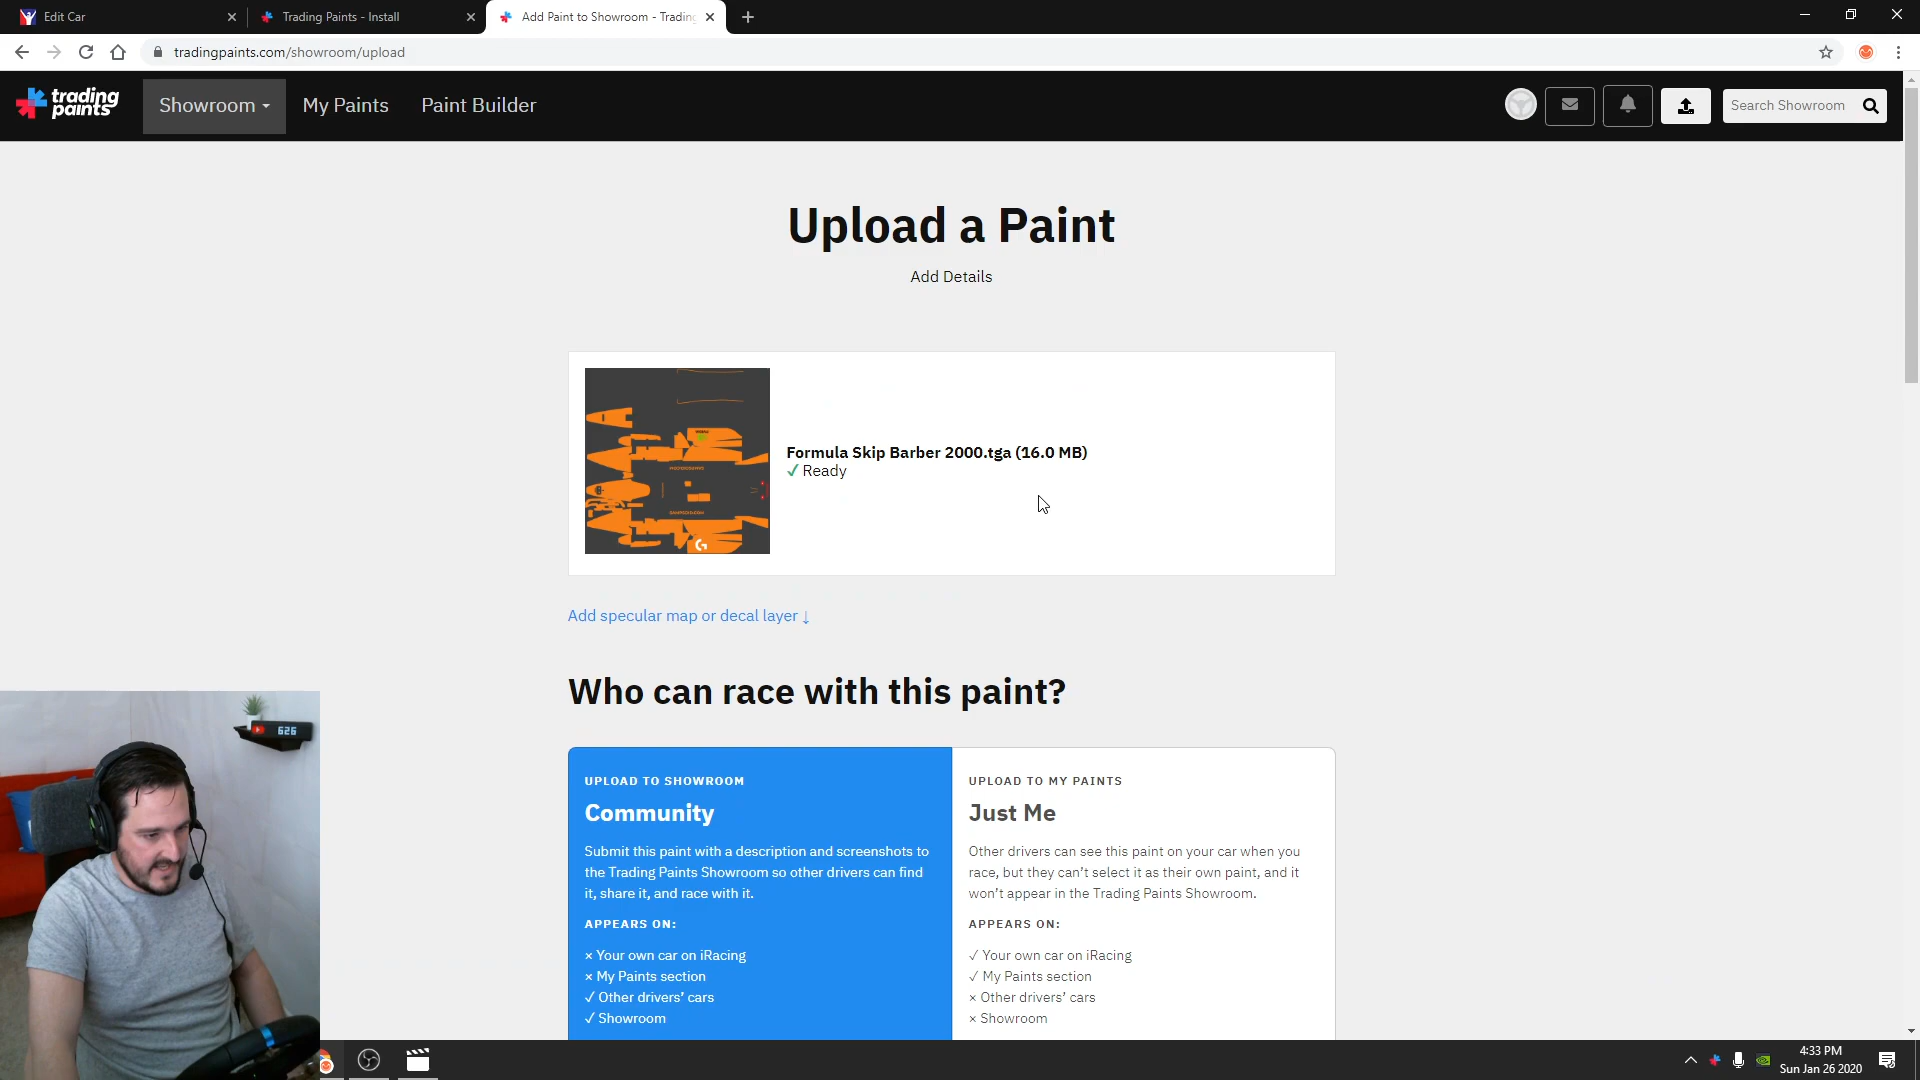 Edit Car
Trading Paints - Install
Add Paint to Showroom - Trading
tradingpaints.com/showroom/upload
trading paints
Showroom
My Paints
Paint Builder
Search Showroom
Upload a Paint
Add Details
Formula Skip Barber 2000.tga (16.0 MB)
✓ Ready
Add specular map or decal layer ↓
Who can race with this paint?
UPLOAD TO SHOWROOM
Community
Submit this paint with a description and screenshots to
the Trading Paints Showroom so other drivers can find
it, share it, and race with it.
APPEARS ON:
× Your own car on iRacing
× My Paints section
✓ Other drivers’ cars
✓ Showroom
UPLOAD TO MY PAINTS
Just Me
Other drivers can see this paint on your car when you
race, but they can’t select it as their own paint, and it
won’t appear in the Trading Paints Showroom.
APPEARS ON:
✓ Your own car on iRacing
✓ My Paints section
× Other drivers’ cars
× Showroom
626
4:33 PM
Sun Jan 26 2020